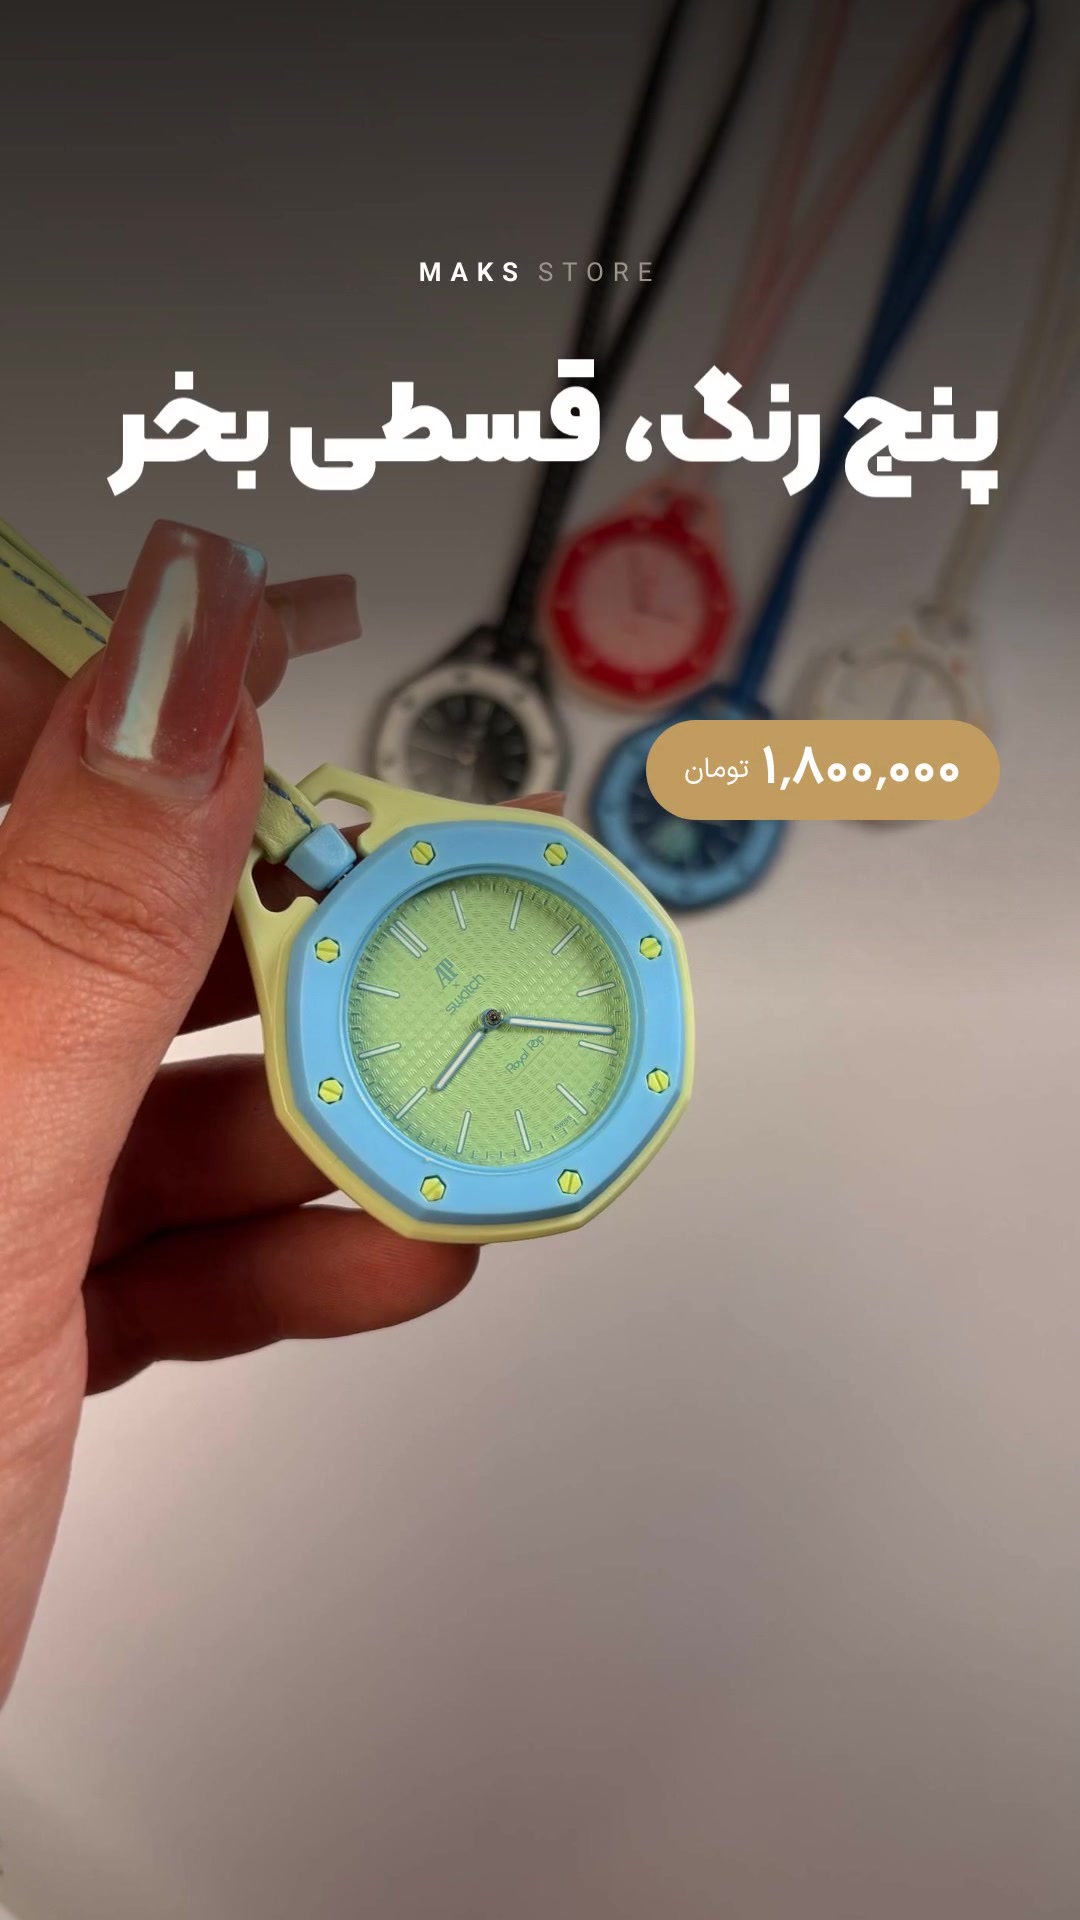 MAKS STORE
پنج رنگ، قسطی بخر
۱,۸۰۰,۰۰۰ تومان
AP
×
swatch
Royal Pop